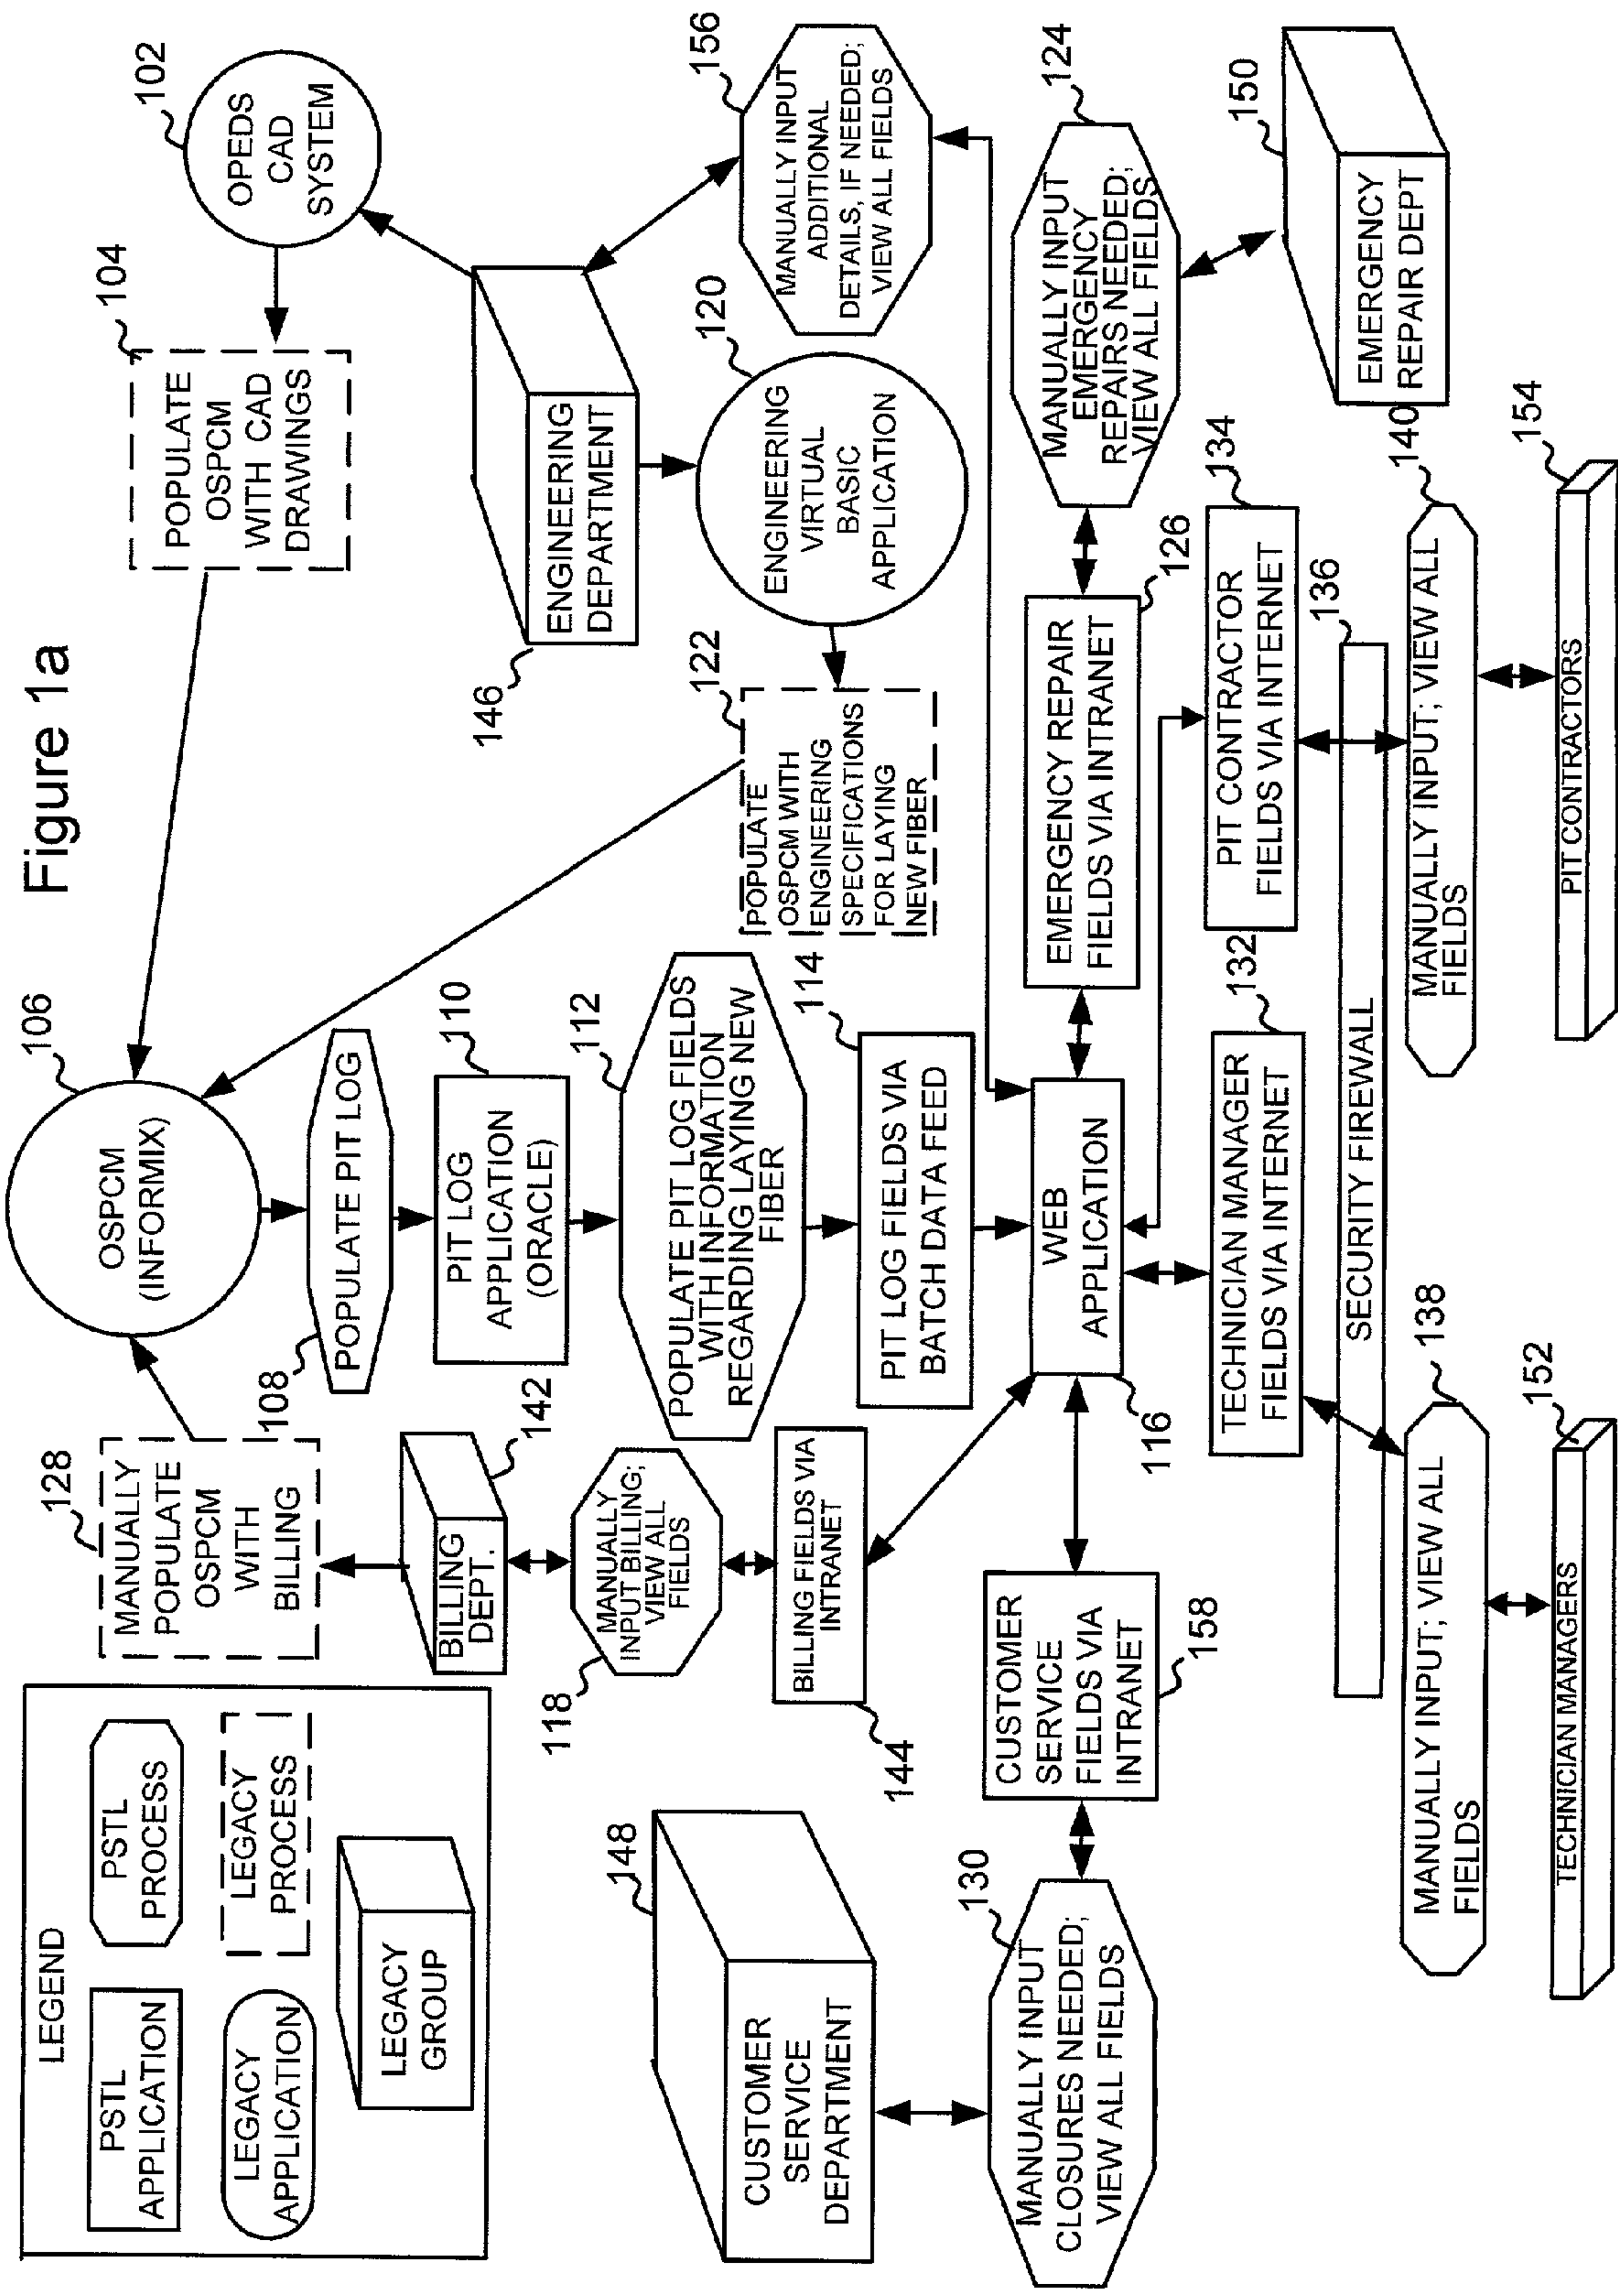 Figure 1a
LEGEND
PSTL
APPLICATION
PSTL
PROCESS
LEGACY
APPLICATION
LEGACY
PROCESS
LEGACY
GROUP
128
MANUALLY
POPULATE
OSPCM
WITH
BILLING
106
OSPCM
(INFORMIX)
104
POPULATE
OSPCM
WITH CAD
DRAWINGS
102
OPEDS
CAD
SYSTEM
108
POPULATE PIT LOG
142
BILLING
DEPT.
110
PIT LOG
APPLICATION
(ORACLE)
146
ENGINEERING
DEPARTMENT
118
MANUALLY
INPUT BILLING;
VIEW ALL
FIELDS
112
POPULATE PIT LOG FIELDS
WITH INFORMATION
REGARDING LAYING NEW
FIBER
122
POPULATE
OSPCM WITH
ENGINEERING
SPECIFICATIONS
FOR LAYING
NEW FIBER
120
ENGINEERING
VIRTUAL
BASIC
APPLICATION
156
MANUALLY INPUT
ADDITIONAL
DETAILS, IF NEEDED;
VIEW ALL FIELDS
144
BILLING FIELDS VIA
INTRANET
114
PIT LOG FIELDS VIA
BATCH DATA FEED
148
CUSTOMER
SERVICE
DEPARTMENT
130
MANUALLY INPUT
CLOSURES NEEDED;
VIEW ALL FIELDS
158
CUSTOMER
SERVICE
FIELDS VIA
INTRANET
116
WEB
APPLICATION
126
EMERGENCY REPAIR
FIELDS VIA INTRANET
124
MANUALLY INPUT
EMERGENCY
REPAIRS NEEDED;
VIEW ALL FIELDS
150
EMERGENCY
REPAIR DEPT
132
TECHNICIAN MANAGER
FIELDS VIA INTERNET
134
PIT CONTRACTOR
FIELDS VIA INTERNET
136
SECURITY FIREWALL
138
MANUALLY INPUT; VIEW ALL
FIELDS
140
MANUALLY INPUT; VIEW ALL
FIELDS
152
TECHNICIAN MANAGERS
154
PIT CONTRACTORS